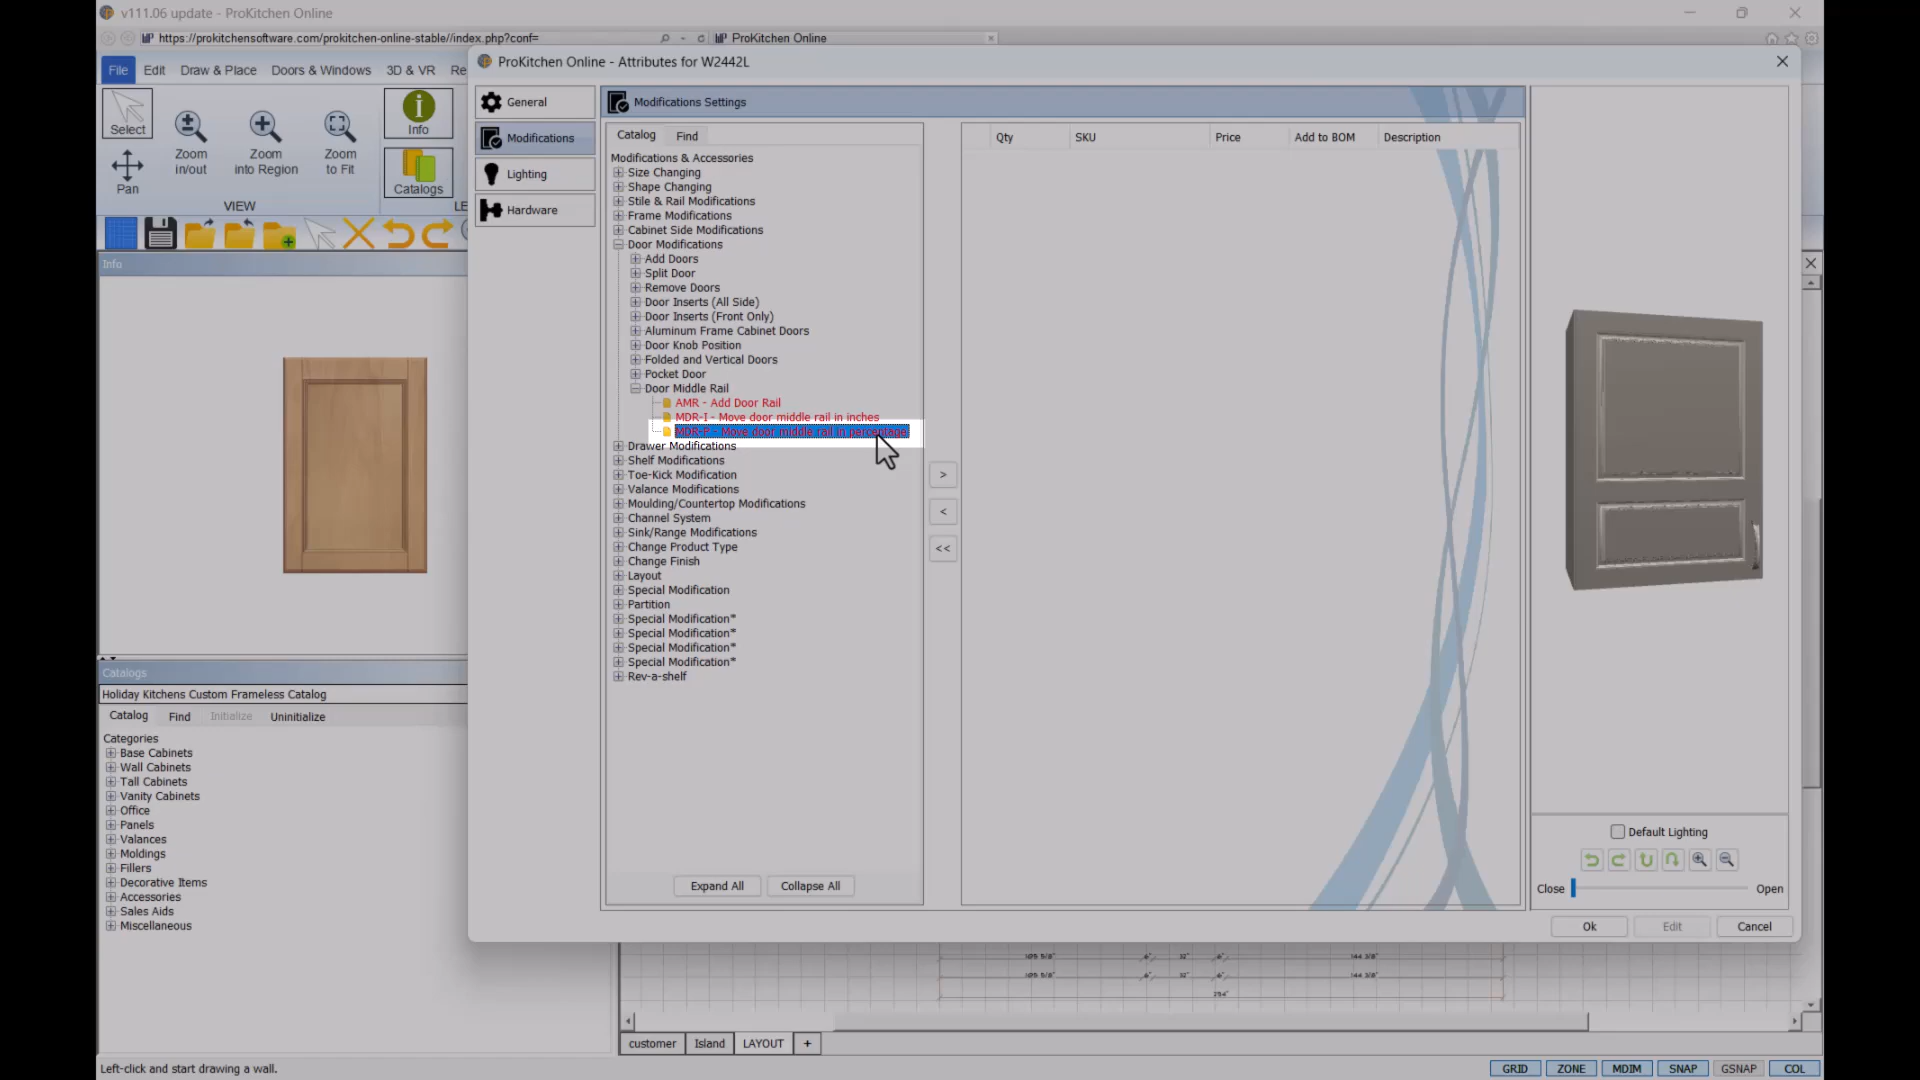 v111.06 update - ProKitchen Online
https://prokitchensoftware.com/prokitchen-online-stable//index.php?conf=
ProKitchen Online
File Edit Draw & Place Doors & Windows 3D & VR Re
Select
Pan
Zoom in/out
Zoom into Region
Zoom to Fit
VIEW
Info
Catalogs
LE
Info
Catalogs
Holiday Kitchens Custom Frameless Catalog
Catalog Find Initialize Uninitialize
Categories
Base Cabinets
Wall Cabinets
Tall Cabinets
Vanity Cabinets
Office
Panels
Valances
Moldings
Fillers
Decorative Items
Accessories
Sales Aids
Miscellaneous
ProKitchen Online - Attributes for W2442L
General
Modifications
Lighting
Hardware
Modifications Settings
Catalog Find
Modifications & Accessories
Size Changing
Shape Changing
Stile & Rail Modifications
Frame Modifications
Cabinet Side Modifications
Door Modifications
Add Doors
Split Door
Remove Doors
Door Inserts (All Side)
Door Inserts (Front Only)
Aluminum Frame Cabinet Doors
Door Knob Position
Folded and Vertical Doors
Pocket Door
Door Middle Rail
AMR - Add Door Rail
MDR-I - Move door middle rail in inches
MDR-P - Move door middle rail in percentage
Drawer Modifications
Shelf Modifications
Toe-Kick Modification
Valance Modifications
Moulding/Countertop Modifications
Channel System
Sink/Range Modifications
Change Product Type
Change Finish
Layout
Special Modification
Partition
Special Modification*
Special Modification*
Special Modification*
Special Modification*
Rev-a-shelf
Expand All Collapse All
>
<
<<
Qty SKU Price Add to BOM Description
Default Lighting
Close Open
Ok Edit Cancel
32" 144 3/8"
32" 144 3/8"
254"
customer Island LAYOUT +
Left-click and start drawing a wall.
GRID ZONE MDIM SNAP GSNAP COL